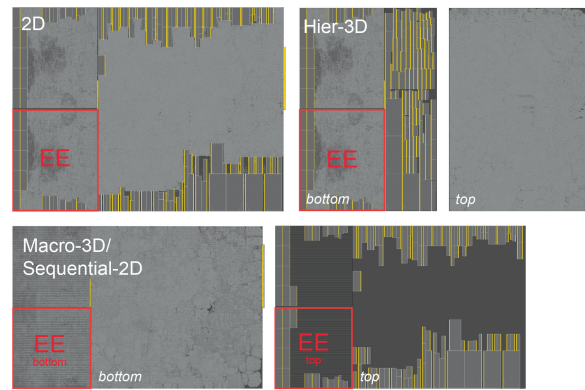 2D
EE
Hier-3D
EE
bottom
top
Macro-3D/
Sequential-2D
EE
bottom
bottom
EE
top
top